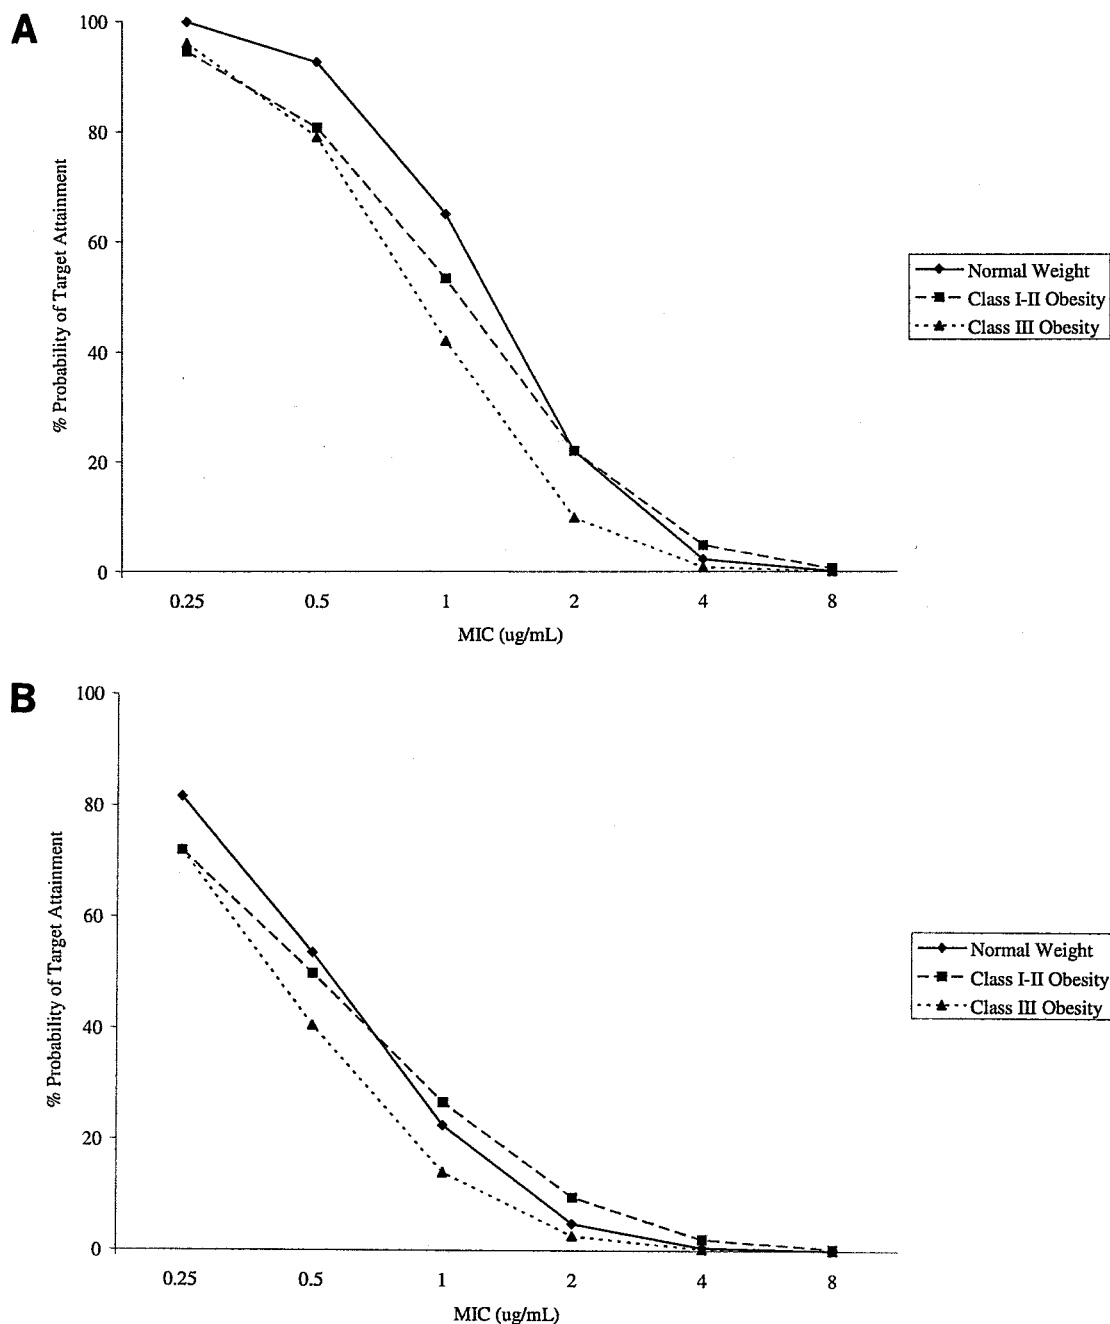 A
% Probability of Target Attainment
100
80
60
40
20
0
0.25 0.5 1 2 4 8
MIC (ug/mL)
Normal Weight
Class I-II Obesity
Class III Obesity
B
% Probability of Target Attainment
100
80
60
40
20
0
0.25 0.5 1 2 4 8
MIC (ug/mL)
Normal Weight
Class I-II Obesity
Class III Obesity